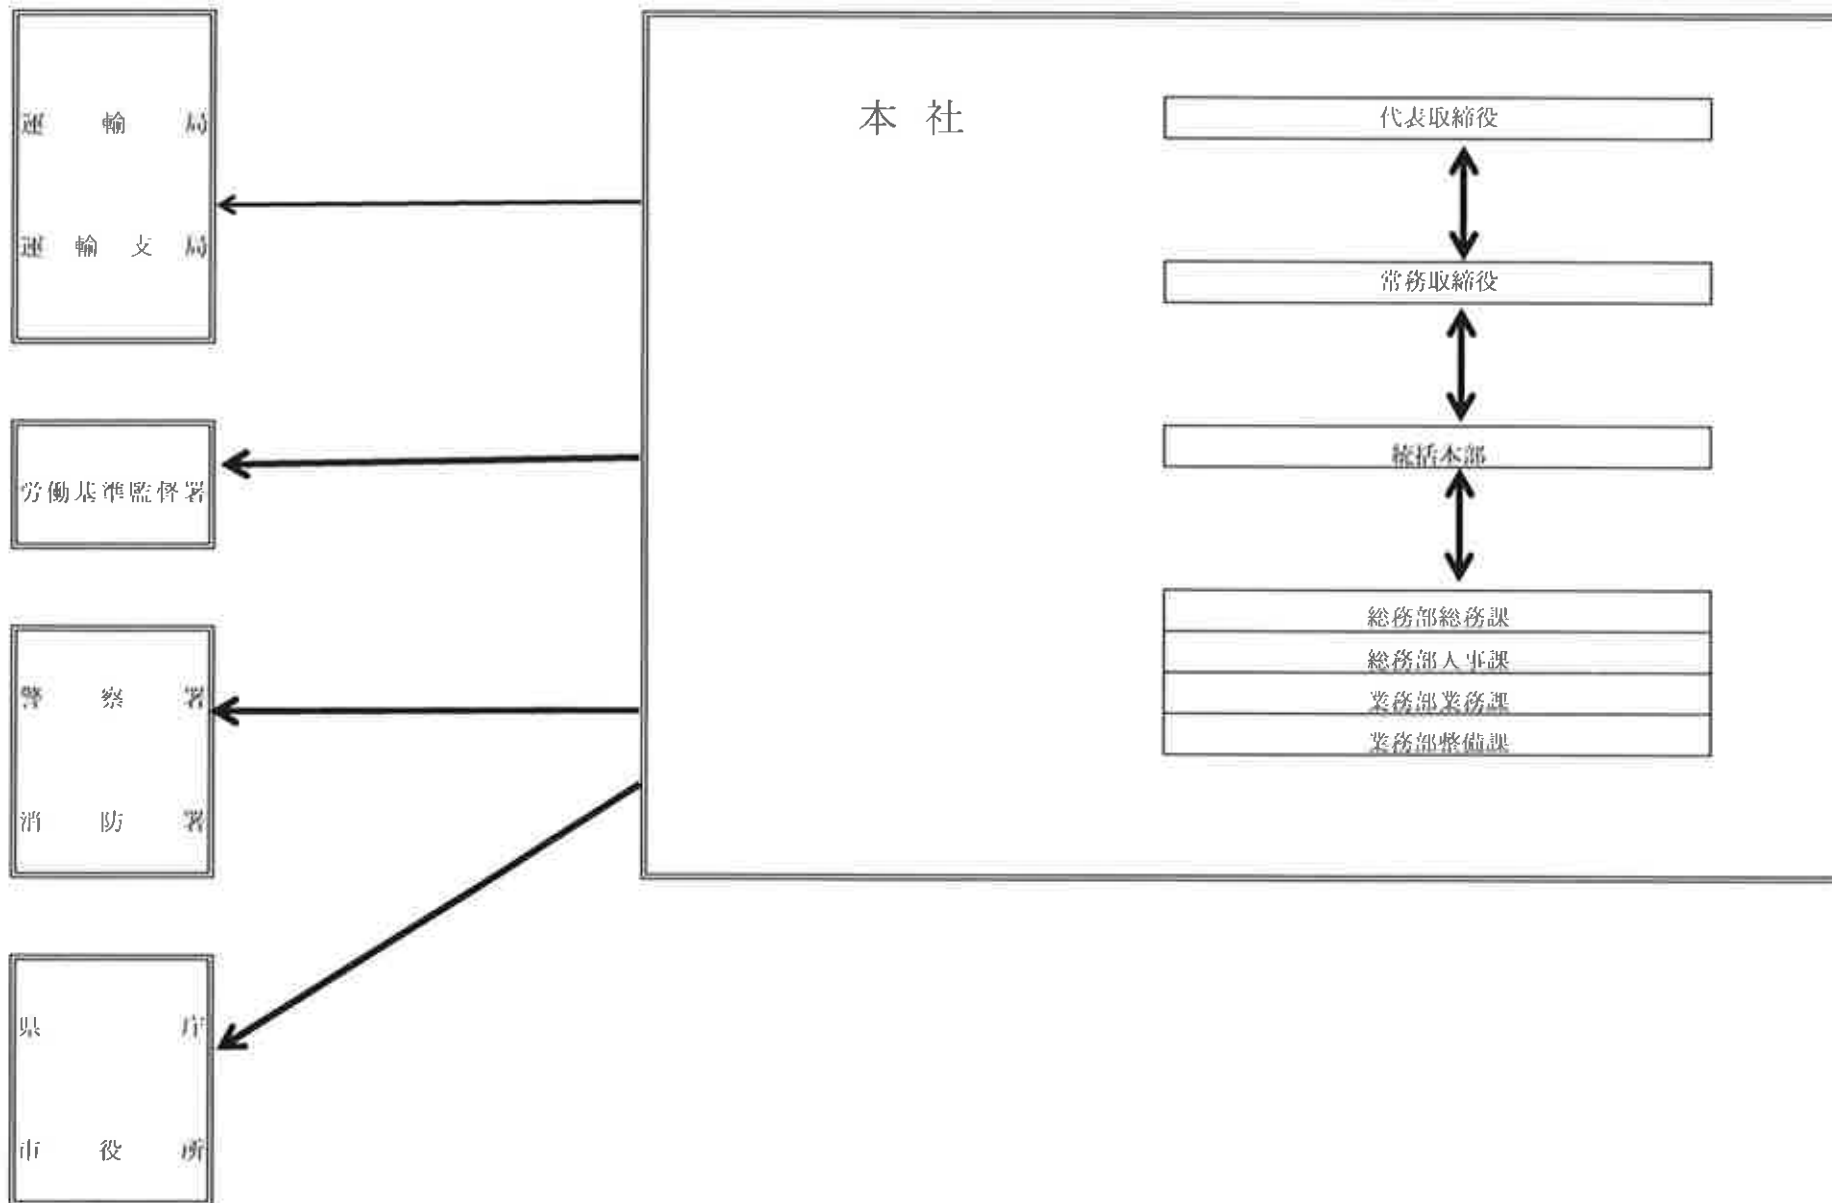 運輸局
運輸支局
労働基準監督署
警察署
消防署
県庁
市役所
本社
代表取締役
常務取締役
統括本部
総務部総務課
総務部人事課
業務部業務課
業務部整備課